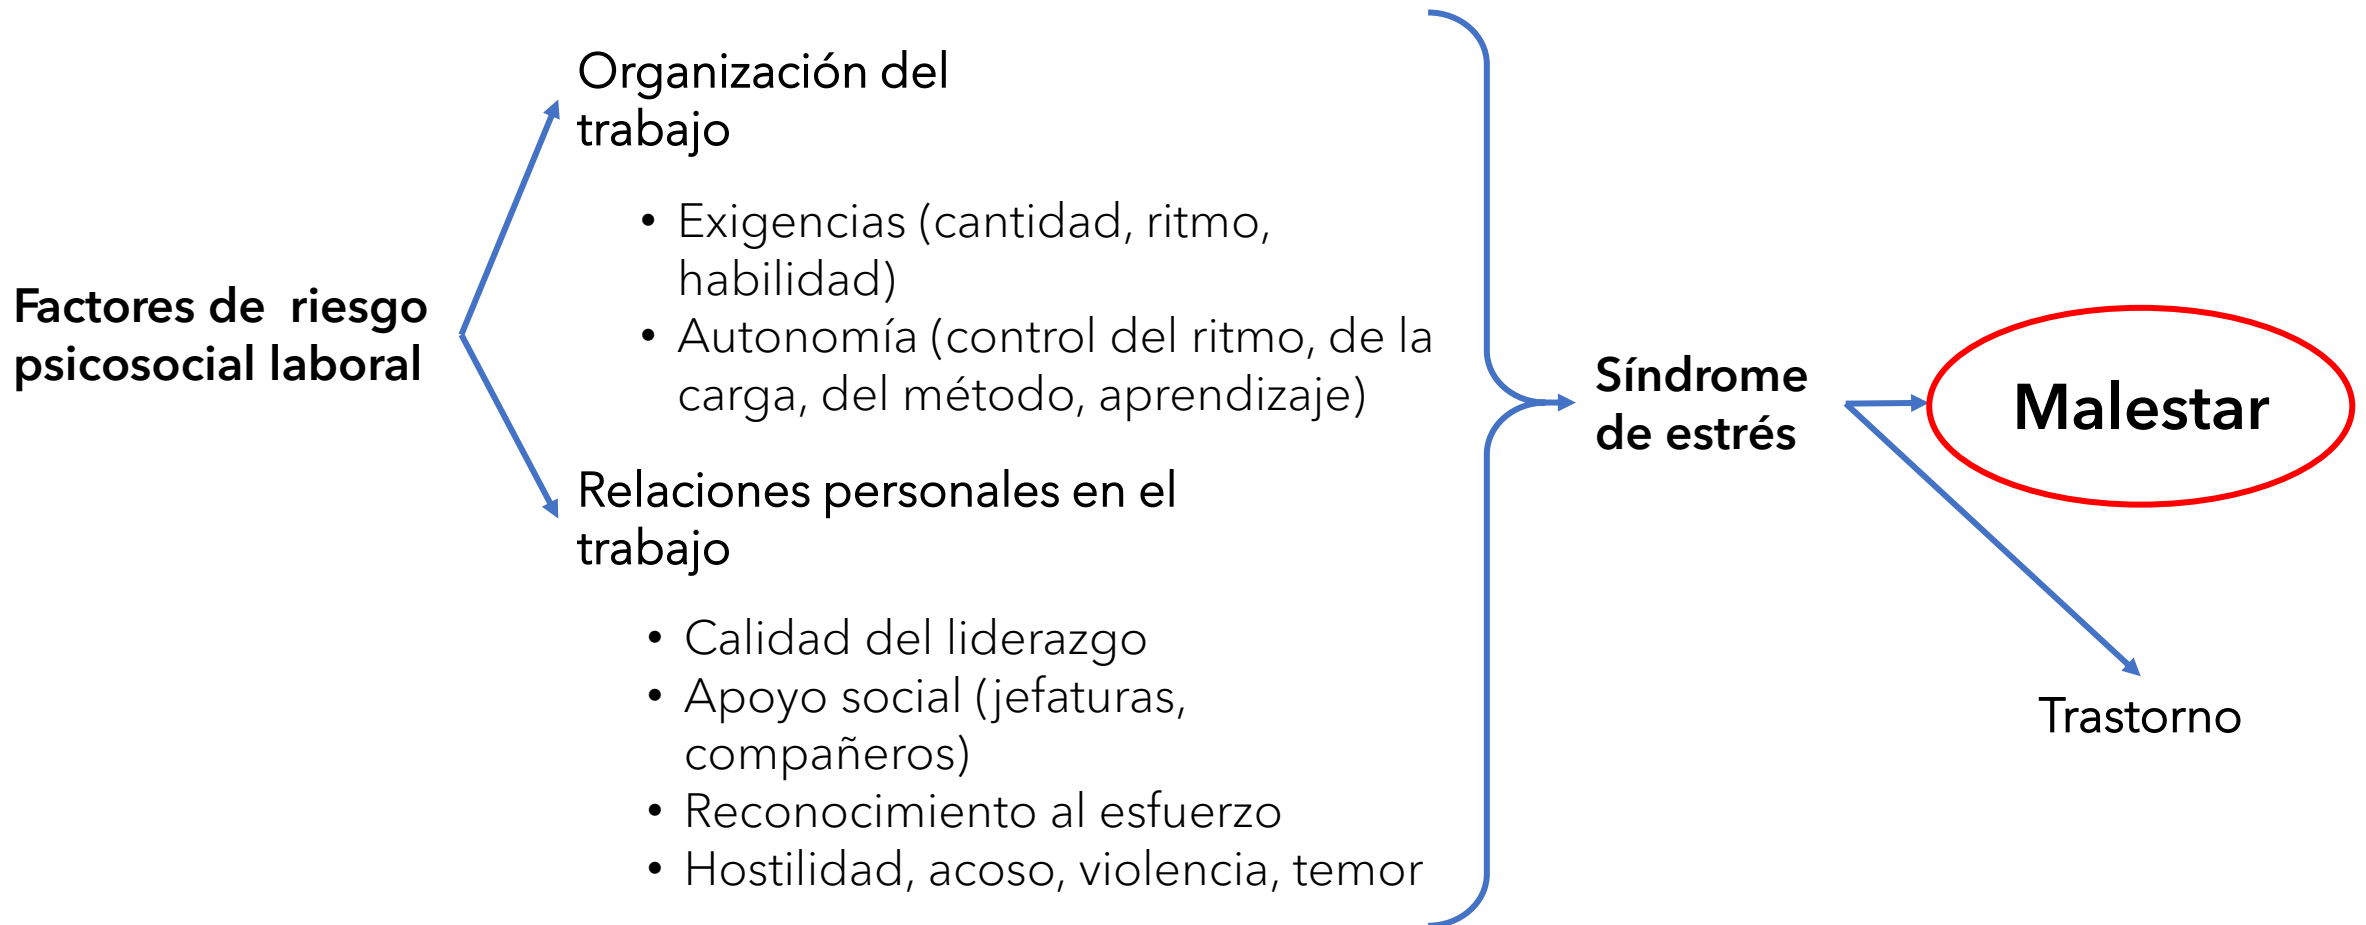 Factores de riesgo
psicosocial laboral
Organización del
trabajo
• Exigencias (cantidad, ritmo,
habilidad)
• Autonomía (control del ritmo, de la
carga, del método, aprendizaje)
Relaciones personales en el
trabajo
• Calidad del liderazgo
• Apoyo social (jefaturas,
compañeros)
• Reconocimiento al esfuerzo
• Hostilidad, acoso, violencia, temor
Síndrome
de estrés
Malestar
Trastorno